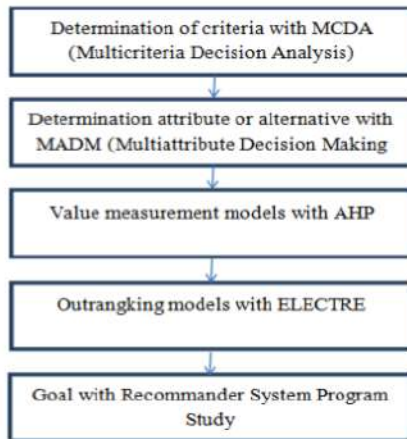 Determination of criteria with MCDA
(Multicriteria Decision Analysis)
Determination attribute or alternative with
MADM (Multiattribute Decision Making
Value measurement models with AHP
Outrangking models with ELECTRE
Goal with Recommander System Program
Study